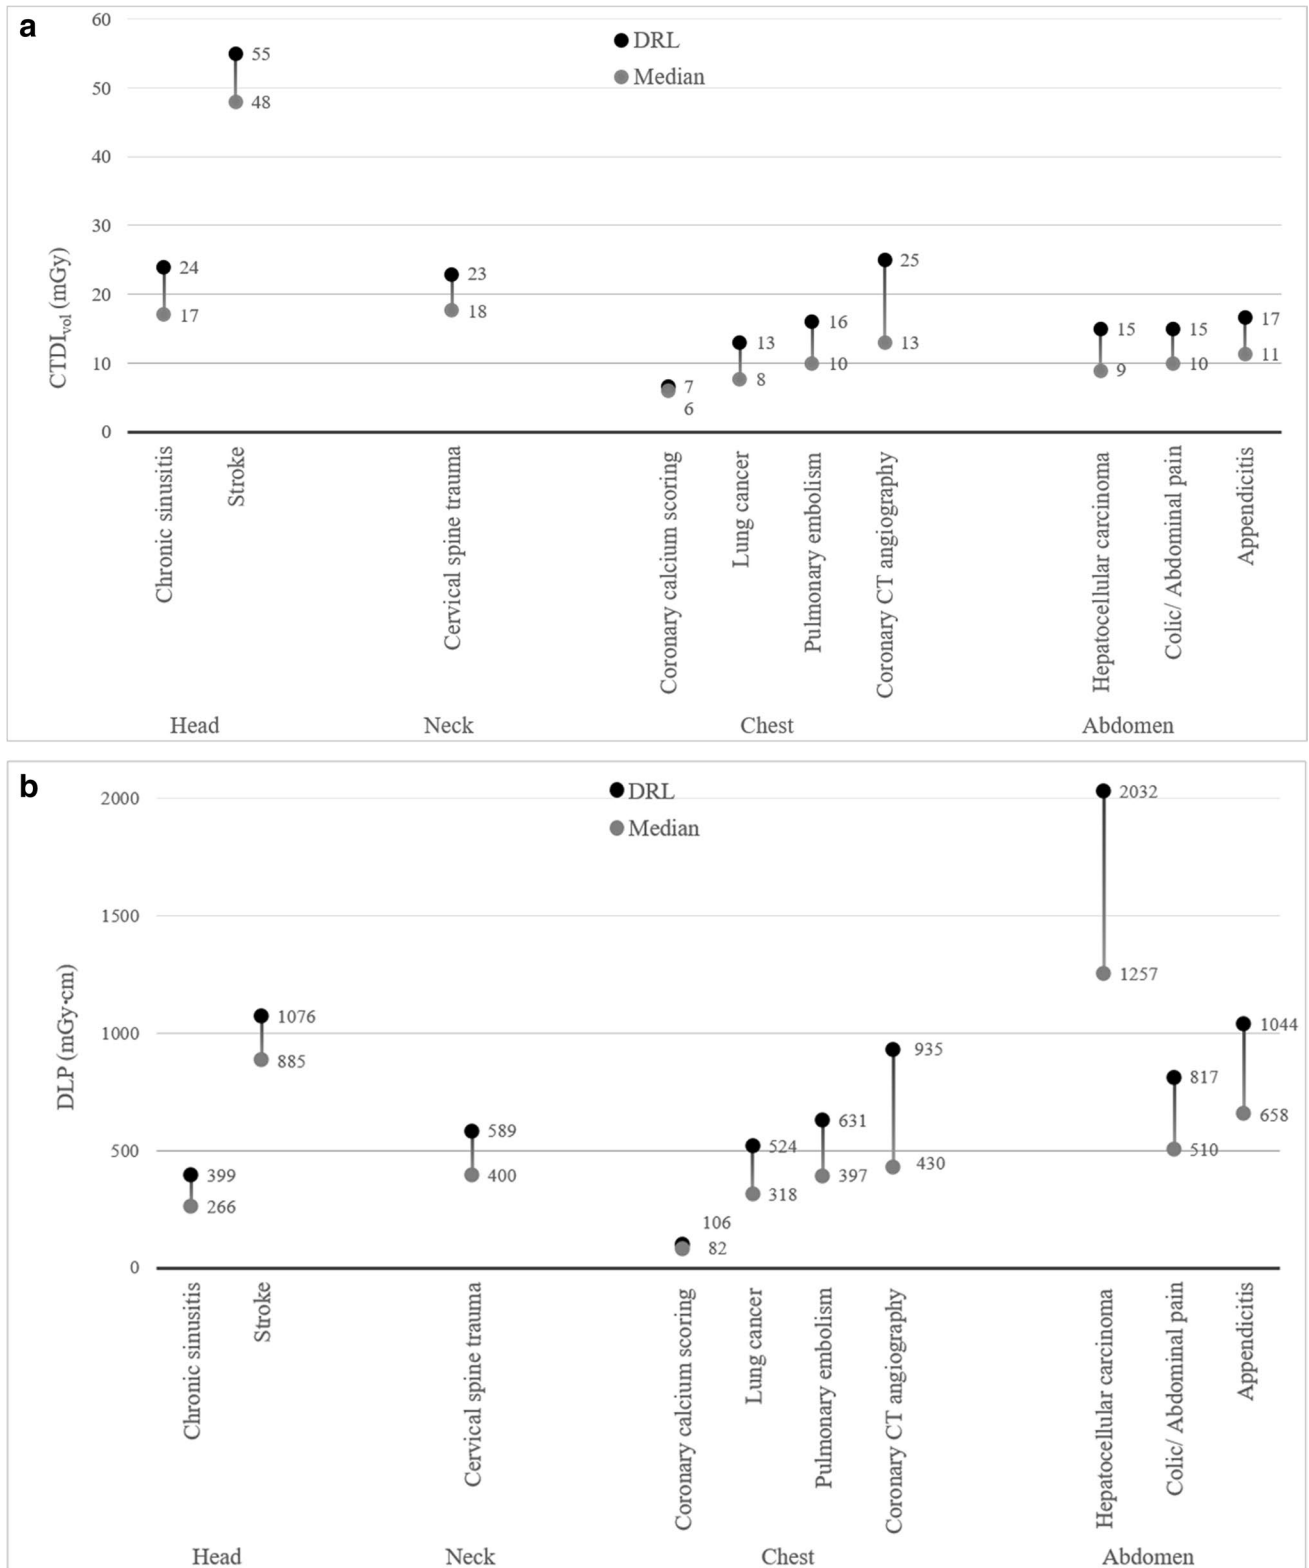 a
60
DRL
Median
55
50
48
40
30
CTDIvol (mGy)
24
17
23
18
20
7
6
13
8
16
10
25
13
15
9
15
10
17
11
10
0
Chronic sinusitis
Stroke
Cervical spine trauma
Coronary calcium scoring
Lung cancer
Pulmonary embolism
Coronary CT angiography
Hepatocellular carcinoma
Colic/ Abdominal pain
Appendicitis
Head
Neck
Chest
Abdomen
b
2000
DRL
Median
2032
1257
1500
DLP (mGy·cm)
1076
885
1000
399
266
589
400
106
82
524
318
631
397
935
430
817
510
1044
658
500
0
Chronic sinusitis
Stroke
Cervical spine trauma
Coronary calcium scoring
Lung cancer
Pulmonary embolism
Coronary CT angiography
Hepatocellular carcinoma
Colic/ Abdominal pain
Appendicitis
Head
Neck
Chest
Abdomen